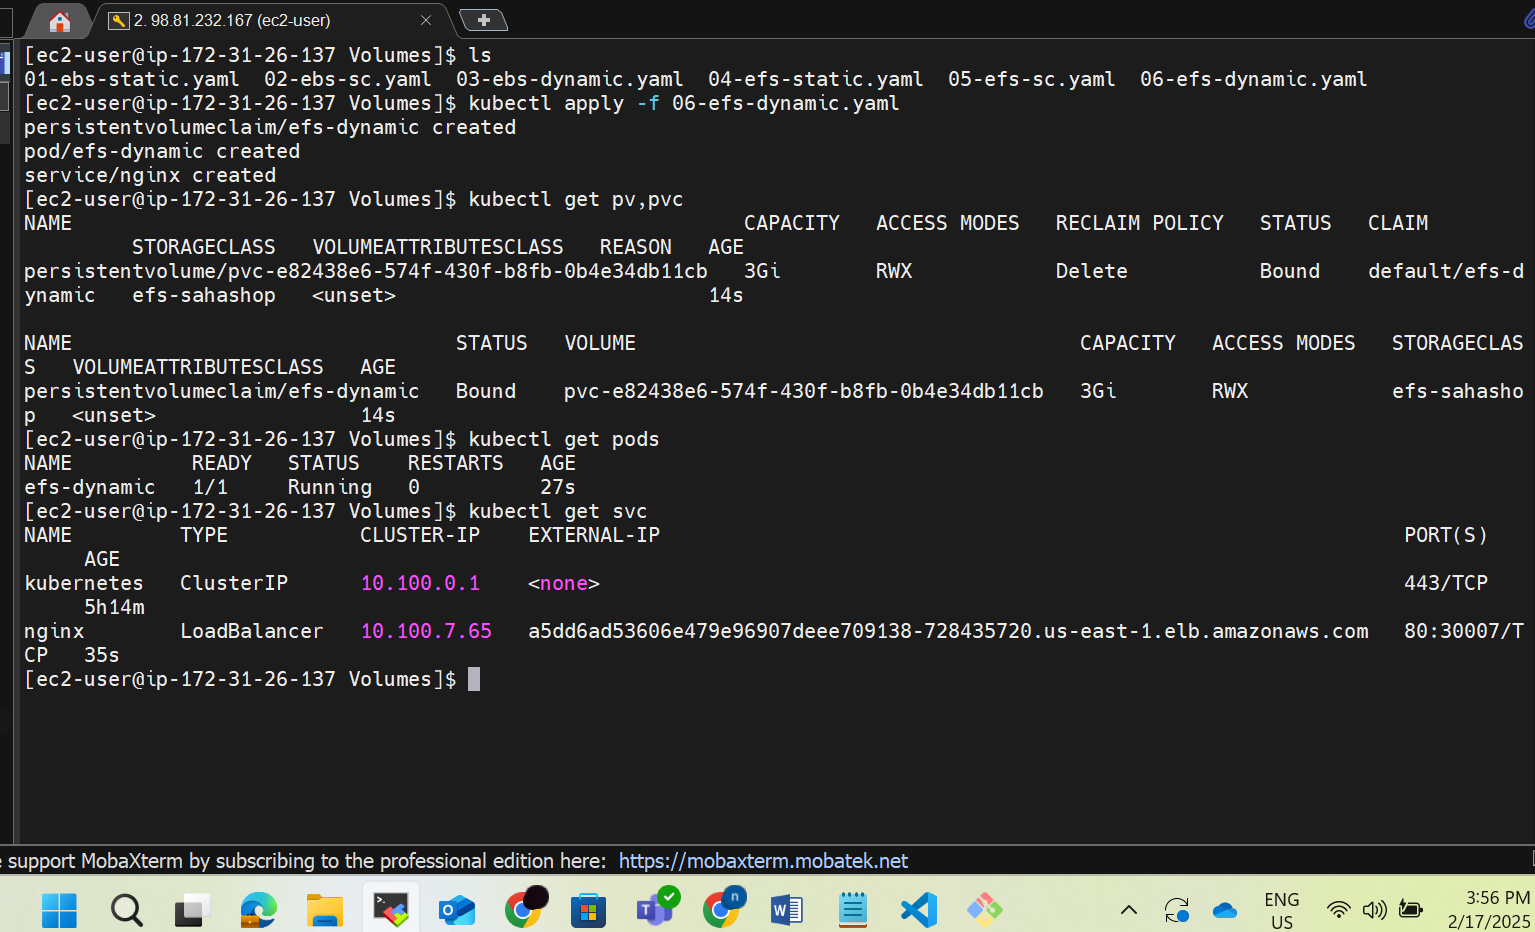 2. 98.81.232.167 (ec2-user)
[ec2-user@ip-172-31-26-137 Volumes]$ ls
01-ebs-static.yaml  02-ebs-sc.yaml  03-ebs-dynamic.yaml  04-efs-static.yaml  05-efs-sc.yaml  06-efs-dynamic.yaml
[ec2-user@ip-172-31-26-137 Volumes]$ kubectl apply -f 06-efs-dynamic.yaml
persistentvolumeclaim/efs-dynamic created
pod/efs-dynamic created
service/nginx created
[ec2-user@ip-172-31-26-137 Volumes]$ kubectl get pv,pvc
NAME                                                        CAPACITY   ACCESS MODES   RECLAIM POLICY   STATUS   CLAIM
         STORAGECLASS   VOLUMEATTRIBUTESCLASS   REASON   AGE
persistentvolume/pvc-e82438e6-574f-430f-b8fb-0b4e34db11cb   3Gi        RWX            Delete           Bound    default/efs-d
ynamic   efs-sahashop   <unset>                          14s
NAME                                STATUS   VOLUME                                     CAPACITY   ACCESS MODES   STORAGECLAS
S   VOLUMEATTRIBUTESCLASS   AGE
persistentvolumeclaim/efs-dynamic   Bound    pvc-e82438e6-574f-430f-b8fb-0b4e34db11cb   3Gi        RWX            efs-sahasho
p   <unset>                 14s
[ec2-user@ip-172-31-26-137 Volumes]$ kubectl get pods
NAME          READY   STATUS    RESTARTS   AGE
efs-dynamic   1/1     Running   0          27s
[ec2-user@ip-172-31-26-137 Volumes]$ kubectl get svc
NAME         TYPE           CLUSTER-IP    EXTERNAL-IP                                                              PORT(S)
     AGE
kubernetes   ClusterIP      10.100.0.1    <none>                                                                   443/TCP
     5h14m
nginx        LoadBalancer   10.100.7.65   a5dd6ad53606e479e96907deee709138-728435720.us-east-1.elb.amazonaws.com   80:30007/T
CP   35s
[ec2-user@ip-172-31-26-137 Volumes]$
support MobaXterm by subscribing to the professional edition here: https://mobaxterm.mobatek.net
ENG
US
3:56 PM
2/17/2025